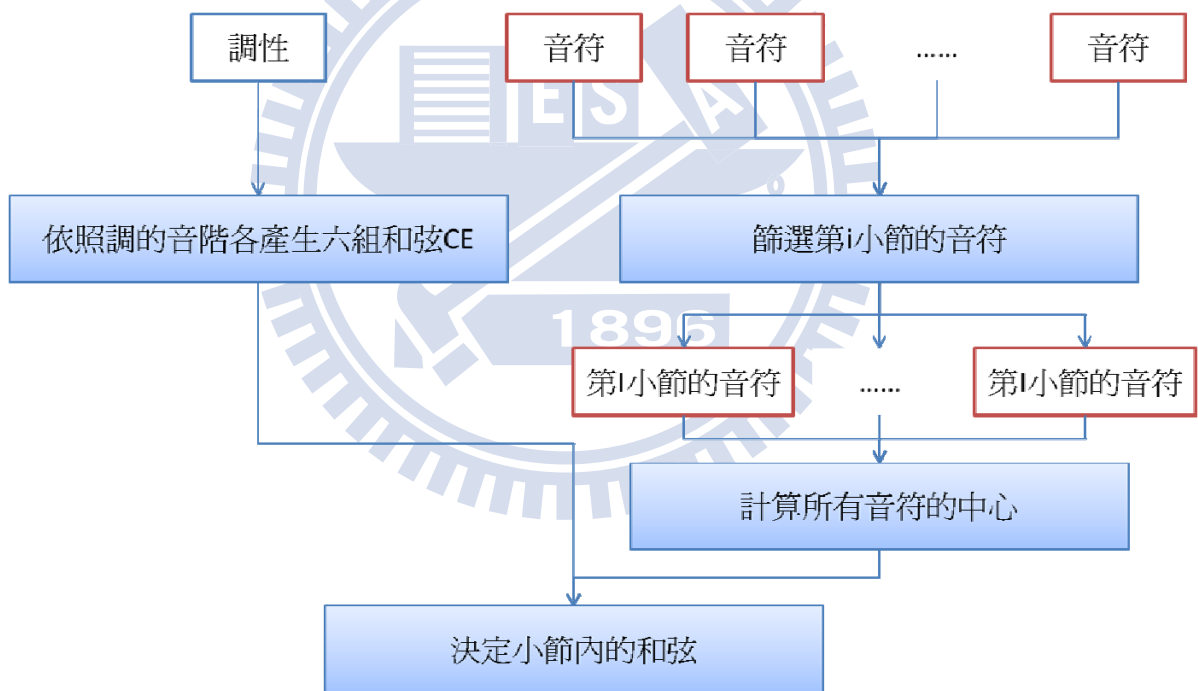 調性
音符
音符
......
音符
E S A
依照調的音階各產生六組和弦CE
篩選第i小節的音符
1896
第I小節的音符
......
第I小節的音符
計算所有音符的中心
決定小節內的和弦